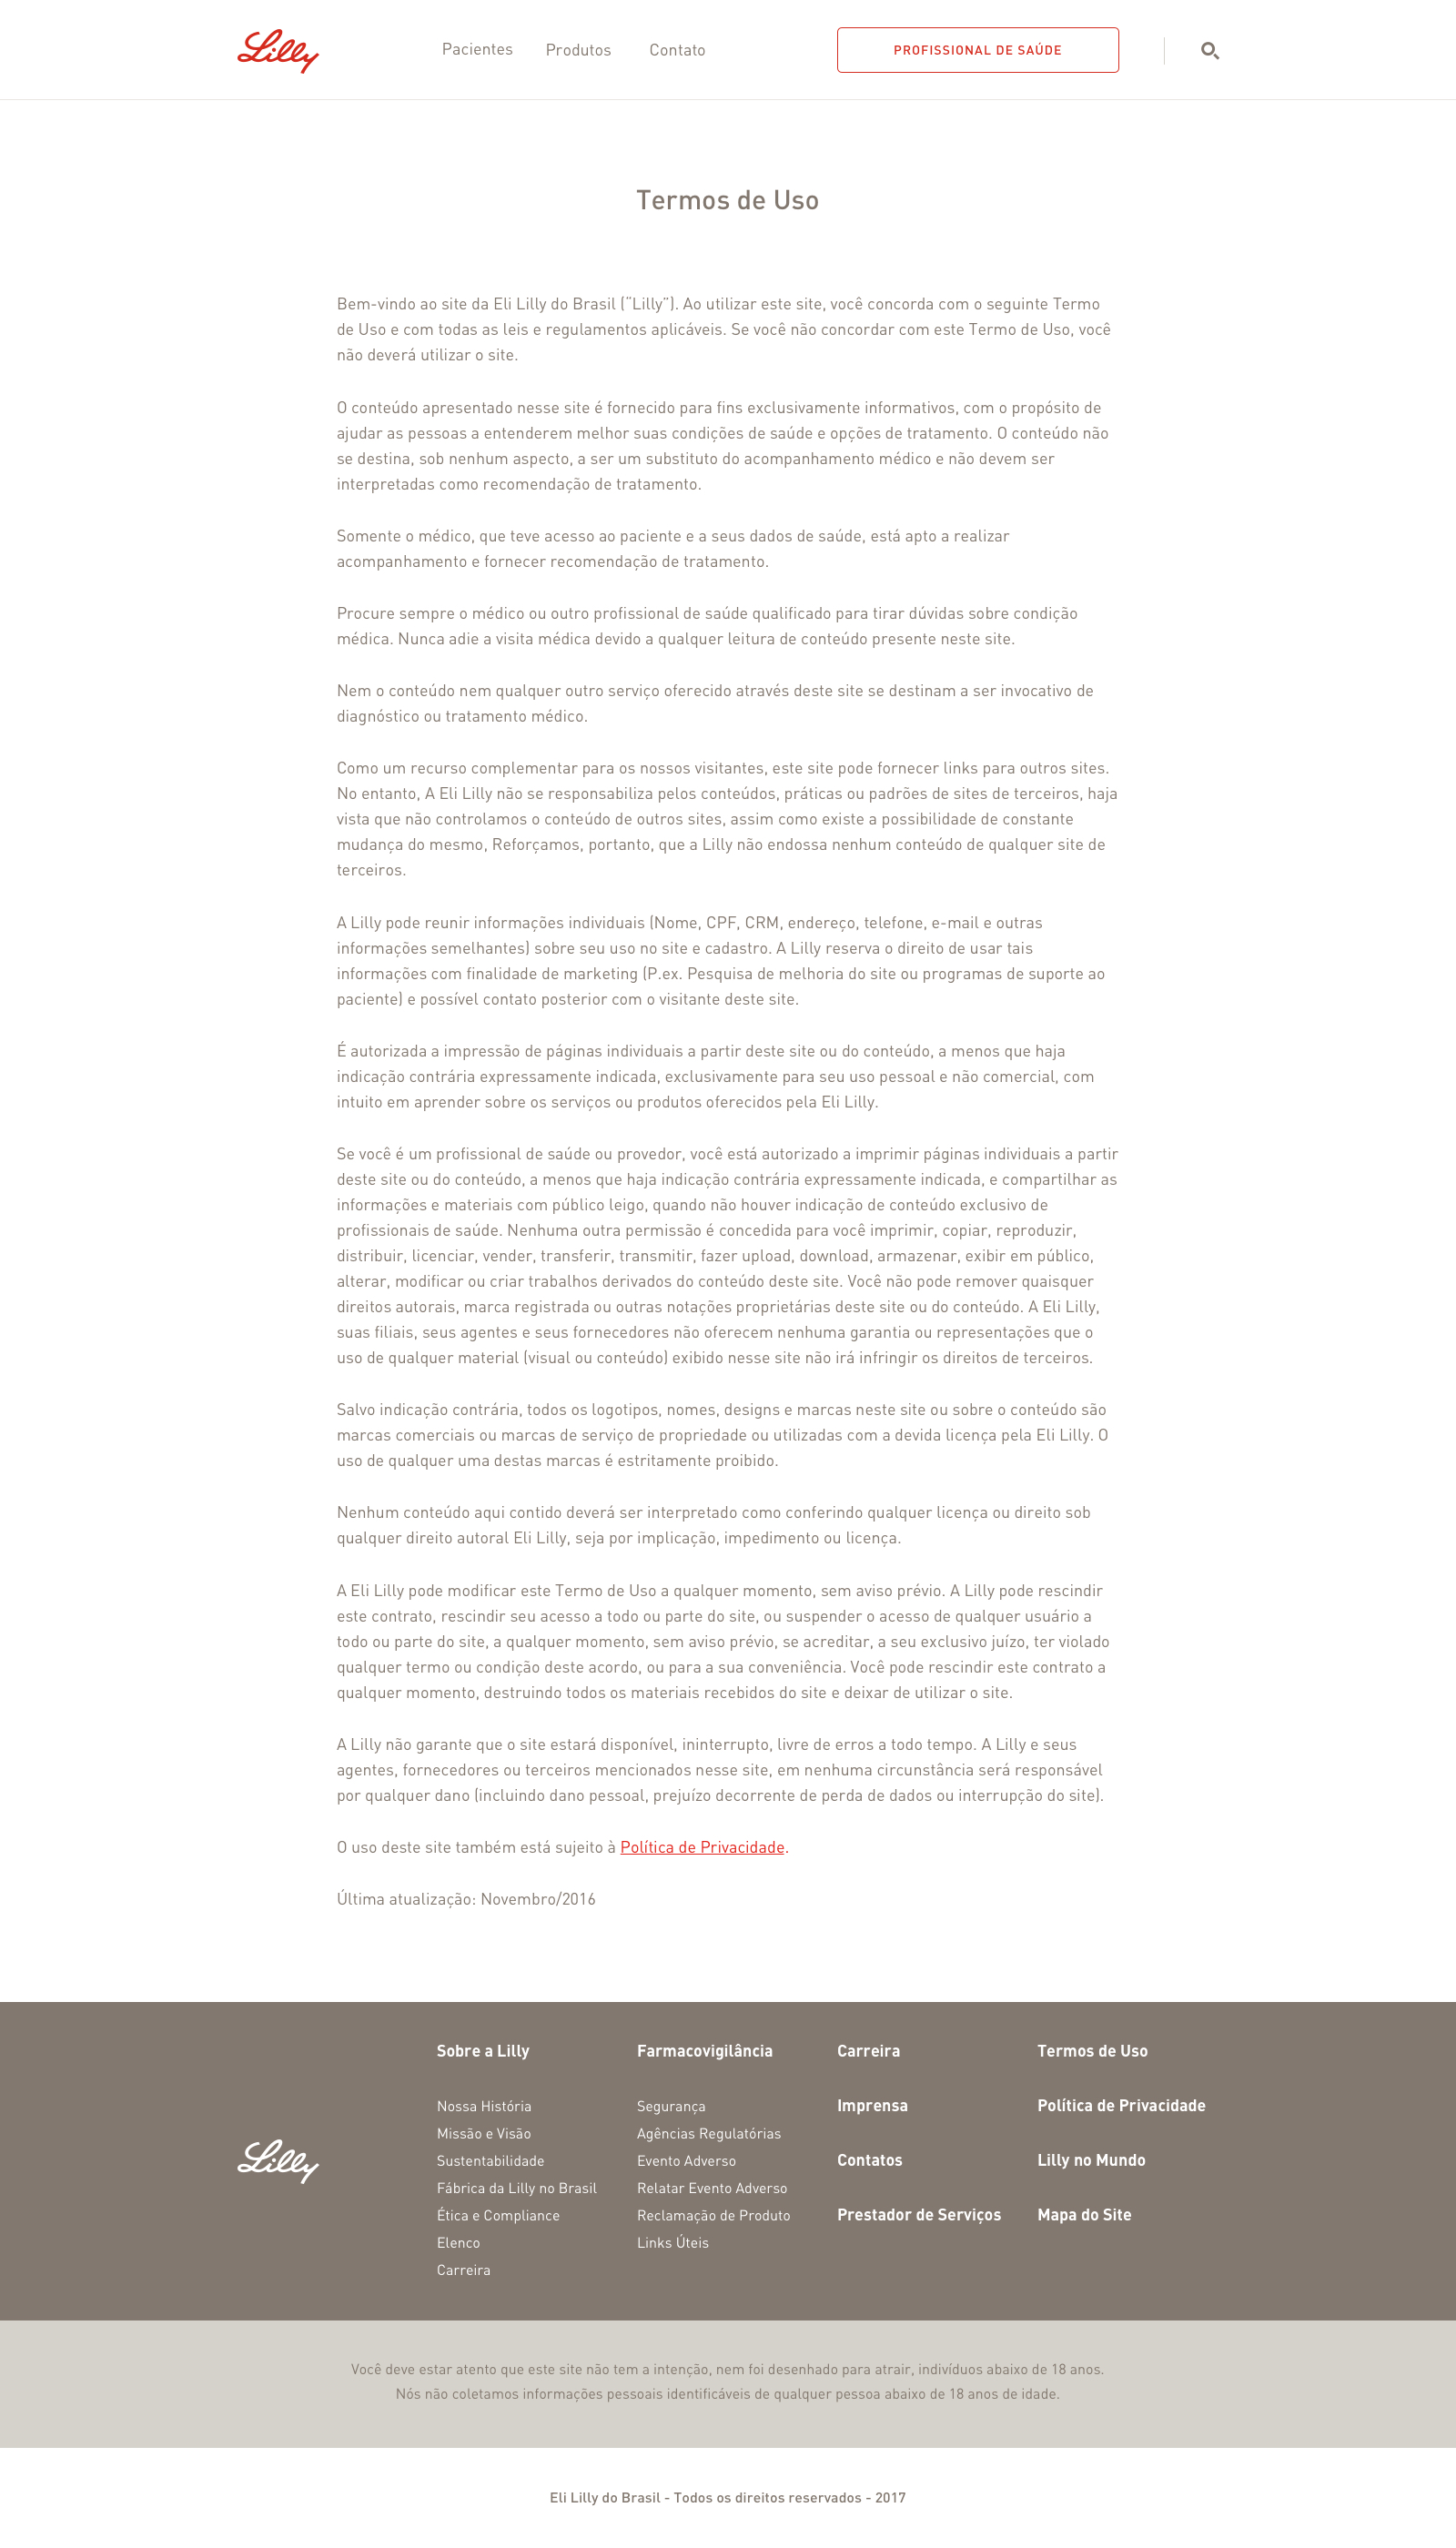 Lilly
Pacientes
Produtos
Contato
PROFISSIONAL DE SAÚDE
Termos de Uso
Bem-vindo ao site da Eli Lilly do Brasil (“Lilly”). Ao utilizar este site, você concorda com o seguinte Termo
de Uso e com todas as leis e regulamentos aplicáveis. Se você não concordar com este Termo de Uso, você
não deverá utilizar o site.
O conteúdo apresentado nesse site é fornecido para fins exclusivamente informativos, com o propósito de
ajudar as pessoas a entenderem melhor suas condições de saúde e opções de tratamento. O conteúdo não
se destina, sob nenhum aspecto, a ser um substituto do acompanhamento médico e não devem ser
interpretadas como recomendação de tratamento.
Somente o médico, que teve acesso ao paciente e a seus dados de saúde, está apto a realizar
acompanhamento e fornecer recomendação de tratamento.
Procure sempre o médico ou outro profissional de saúde qualificado para tirar dúvidas sobre condição
médica. Nunca adie a visita médica devido a qualquer leitura de conteúdo presente neste site.
Nem o conteúdo nem qualquer outro serviço oferecido através deste site se destinam a ser invocativo de
diagnóstico ou tratamento médico.
Como um recurso complementar para os nossos visitantes, este site pode fornecer links para outros sites.
No entanto, A Eli Lilly não se responsabiliza pelos conteúdos, práticas ou padrões de sites de terceiros, haja
vista que não controlamos o conteúdo de outros sites, assim como existe a possibilidade de constante
mudança do mesmo, Reforçamos, portanto, que a Lilly não endossa nenhum conteúdo de qualquer site de
terceiros.
A Lilly pode reunir informações individuais (Nome, CPF, CRM, endereço, telefone, e-mail e outras
informações semelhantes) sobre seu uso no site e cadastro. A Lilly reserva o direito de usar tais
informações com finalidade de marketing (P.ex. Pesquisa de melhoria do site ou programas de suporte ao
paciente) e possível contato posterior com o visitante deste site.
É autorizada a impressão de páginas individuais a partir deste site ou do conteúdo, a menos que haja
indicação contrária expressamente indicada, exclusivamente para seu uso pessoal e não comercial, com
intuito em aprender sobre os serviços ou produtos oferecidos pela Eli Lilly.
Se você é um profissional de saúde ou provedor, você está autorizado a imprimir páginas individuais a partir
deste site ou do conteúdo, a menos que haja indicação contrária expressamente indicada, e compartilhar as
informações e materiais com público leigo, quando não houver indicação de conteúdo exclusivo de
profissionais de saúde. Nenhuma outra permissão é concedida para você imprimir, copiar, reproduzir,
distribuir, licenciar, vender, transferir, transmitir, fazer upload, download, armazenar, exibir em público,
alterar, modificar ou criar trabalhos derivados do conteúdo deste site. Você não pode remover quaisquer
direitos autorais, marca registrada ou outras notações proprietárias deste site ou do conteúdo. A Eli Lilly,
suas filiais, seus agentes e seus fornecedores não oferecem nenhuma garantia ou representações que o
uso de qualquer material (visual ou conteúdo) exibido nesse site não irá infringir os direitos de terceiros.
Salvo indicação contrária, todos os logotipos, nomes, designs e marcas neste site ou sobre o conteúdo são
marcas comerciais ou marcas de serviço de propriedade ou utilizadas com a devida licença pela Eli Lilly. O
uso de qualquer uma destas marcas é estritamente proibido.
Nenhum conteúdo aqui contido deverá ser interpretado como conferindo qualquer licença ou direito sob
qualquer direito autoral Eli Lilly, seja por implicação, impedimento ou licença.
A Eli Lilly pode modificar este Termo de Uso a qualquer momento, sem aviso prévio. A Lilly pode rescindir
este contrato, rescindir seu acesso a todo ou parte do site, ou suspender o acesso de qualquer usuário a
todo ou parte do site, a qualquer momento, sem aviso prévio, se acreditar, a seu exclusivo juízo, ter violado
qualquer termo ou condição deste acordo, ou para a sua conveniência. Você pode rescindir este contrato a
qualquer momento, destruindo todos os materiais recebidos do site e deixar de utilizar o site.
A Lilly não garante que o site estará disponível, ininterrupto, livre de erros a todo tempo. A Lilly e seus
agentes, fornecedores ou terceiros mencionados nesse site, em nenhuma circunstância será responsável
por qualquer dano (incluindo dano pessoal, prejuízo decorrente de perda de dados ou interrupção do site).
O uso deste site também está sujeito à Política de Privacidade.
Última atualização: Novembro/2016
Lilly
Sobre a Lilly
Nossa História
Missão e Visão
Sustentabilidade
Fábrica da Lilly no Brasil
Ética e Compliance
Elenco
Carreira
Farmacovigilância
Segurança
Agências Regulatórias
Evento Adverso
Relatar Evento Adverso
Reclamação de Produto
Links Úteis
Carreira
Imprensa
Contatos
Prestador de Serviços
Termos de Uso
Política de Privacidade
Lilly no Mundo
Mapa do Site
Você deve estar atento que este site não tem a intenção, nem foi desenhado para atrair, indivíduos abaixo de 18 anos.
Nós não coletamos informações pessoais identificáveis de qualquer pessoa abaixo de 18 anos de idade.
Eli Lilly do Brasil - Todos os direitos reservados - 2017